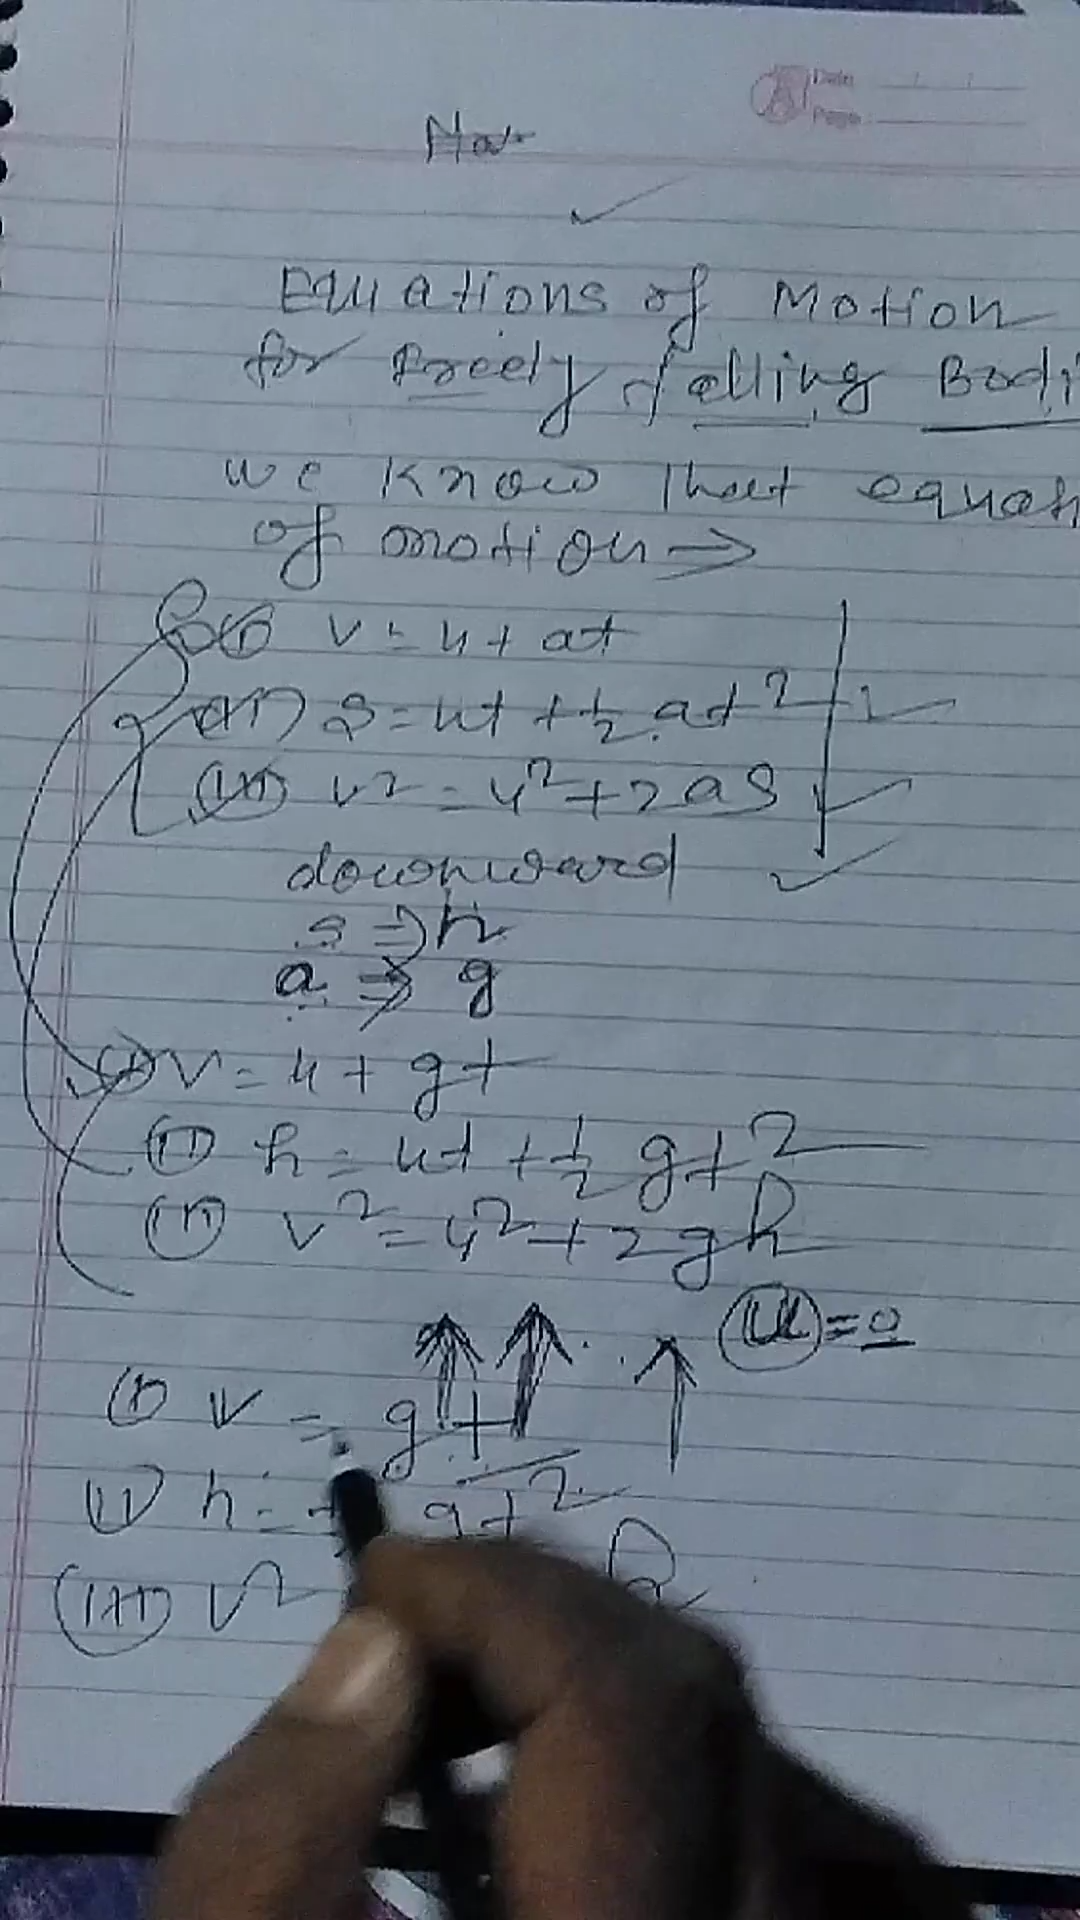 Date
Page
Equations of Motion
for Freely falling Bodi
we know that equati
of motion →
(i) v = u + at
(ii) S = ut + 1/2 at²
(iii) v² = u² + 2aS
downward
s ⇒ h
a ⇒ g
(i) v = u + gt
(ii) h = ut + 1/2 gt²
(iii) v² = u² + 2gh
u = 0
(i) v = gt
(ii) h = gt²
(iii) v² h